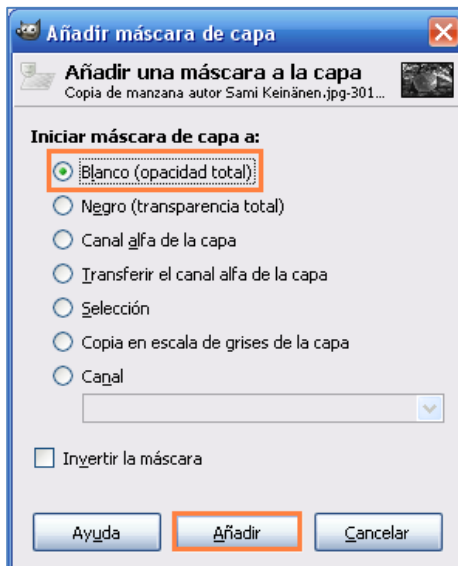 Añadir máscara de capa
Añadir una máscara a la capa
Copia de manzana autor Sami Keinänen.jpg-301...
Iniciar máscara de capa a:
Blanco (opacidad total)
Negro (transparencia total)
Canal alfa de la capa
Transferir el canal alfa de la capa
Selección
Copia en escala de grises de la capa
Canal
Invertir la máscara
Ayuda Añadir Cancelar